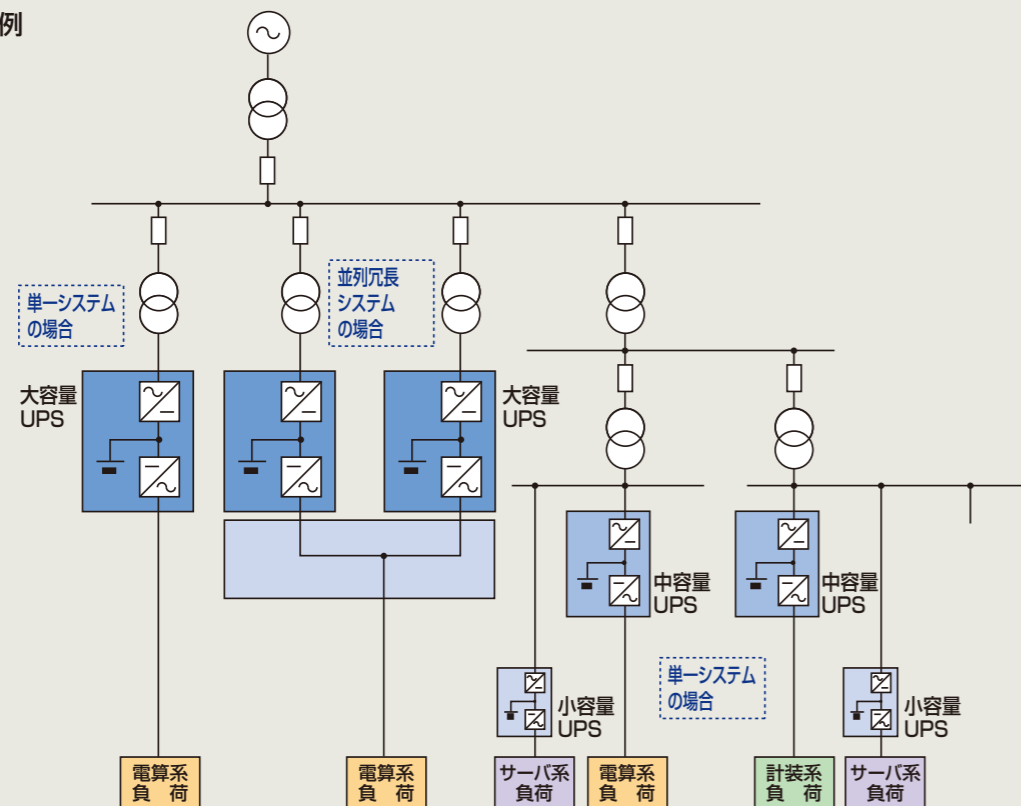 例
単一システム
の場合
並列冗長
システム
の場合
大容量
UPS
大容量
UPS
中容量
UPS
中容量
UPS
単一システム
の場合
小容量
UPS
小容量
UPS
電算系
負 荷
電算系
負 荷
サーバ系
負荷
電算系
負 荷
計装系
負 荷
サーバ系
負荷